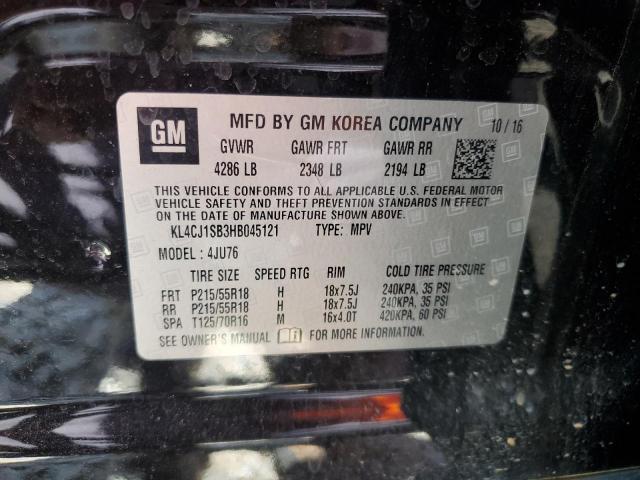 GM MFD BY GM KOREA COMPANY 10/16
GVWR GAWR FRT GAWR RR
4286 LB 2348 LB 2194 LB
THIS VEHICLE CONFORMS TO ALL APPLICABLE U.S. FEDERAL MOTOR
VEHICLE SAFETY AND THEFT PREVENTION STANDARDS IN EFFECT
ON THE DATE OF MANUFACTURE SHOWN ABOVE.
KL4CJ1SB3HB045121 TYPE: MPV
MODEL : 4JU76
TIRE SIZE SPEED RTG RIM COLD TIRE PRESSURE
FRT P215/55R18 H 18x7.5J 240KPA, 35 PSI
RR P215/55R18 H 18x7.5J 240KPA, 35 PSI
SPA T125/70R16 M 16x4.0T 420KPA, 60 PSI
SEE OWNER'S MANUAL FOR MORE INFORMATION.